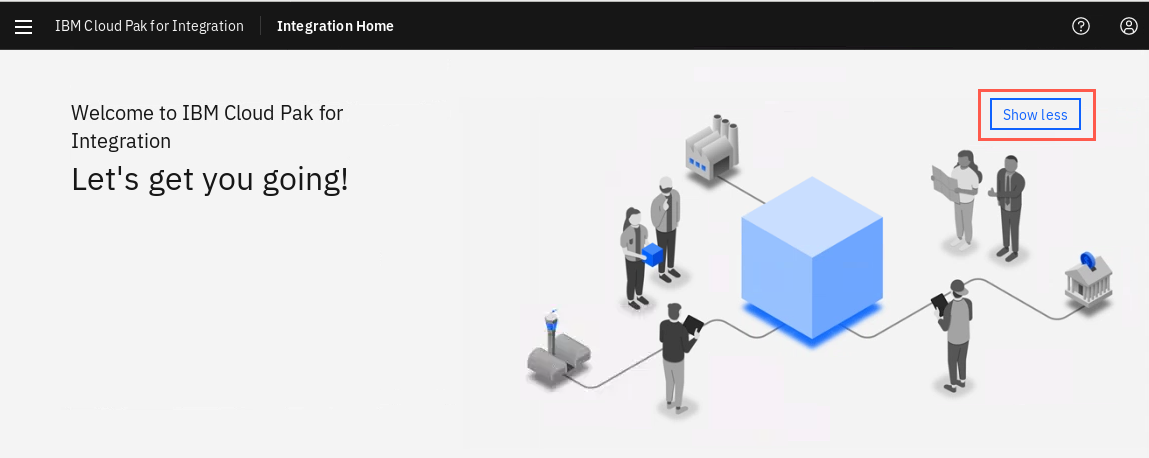 IBM Cloud Pak for Integration
Integration Home
Welcome to IBM Cloud Pak for
Integration
Let's get you going!
Show less